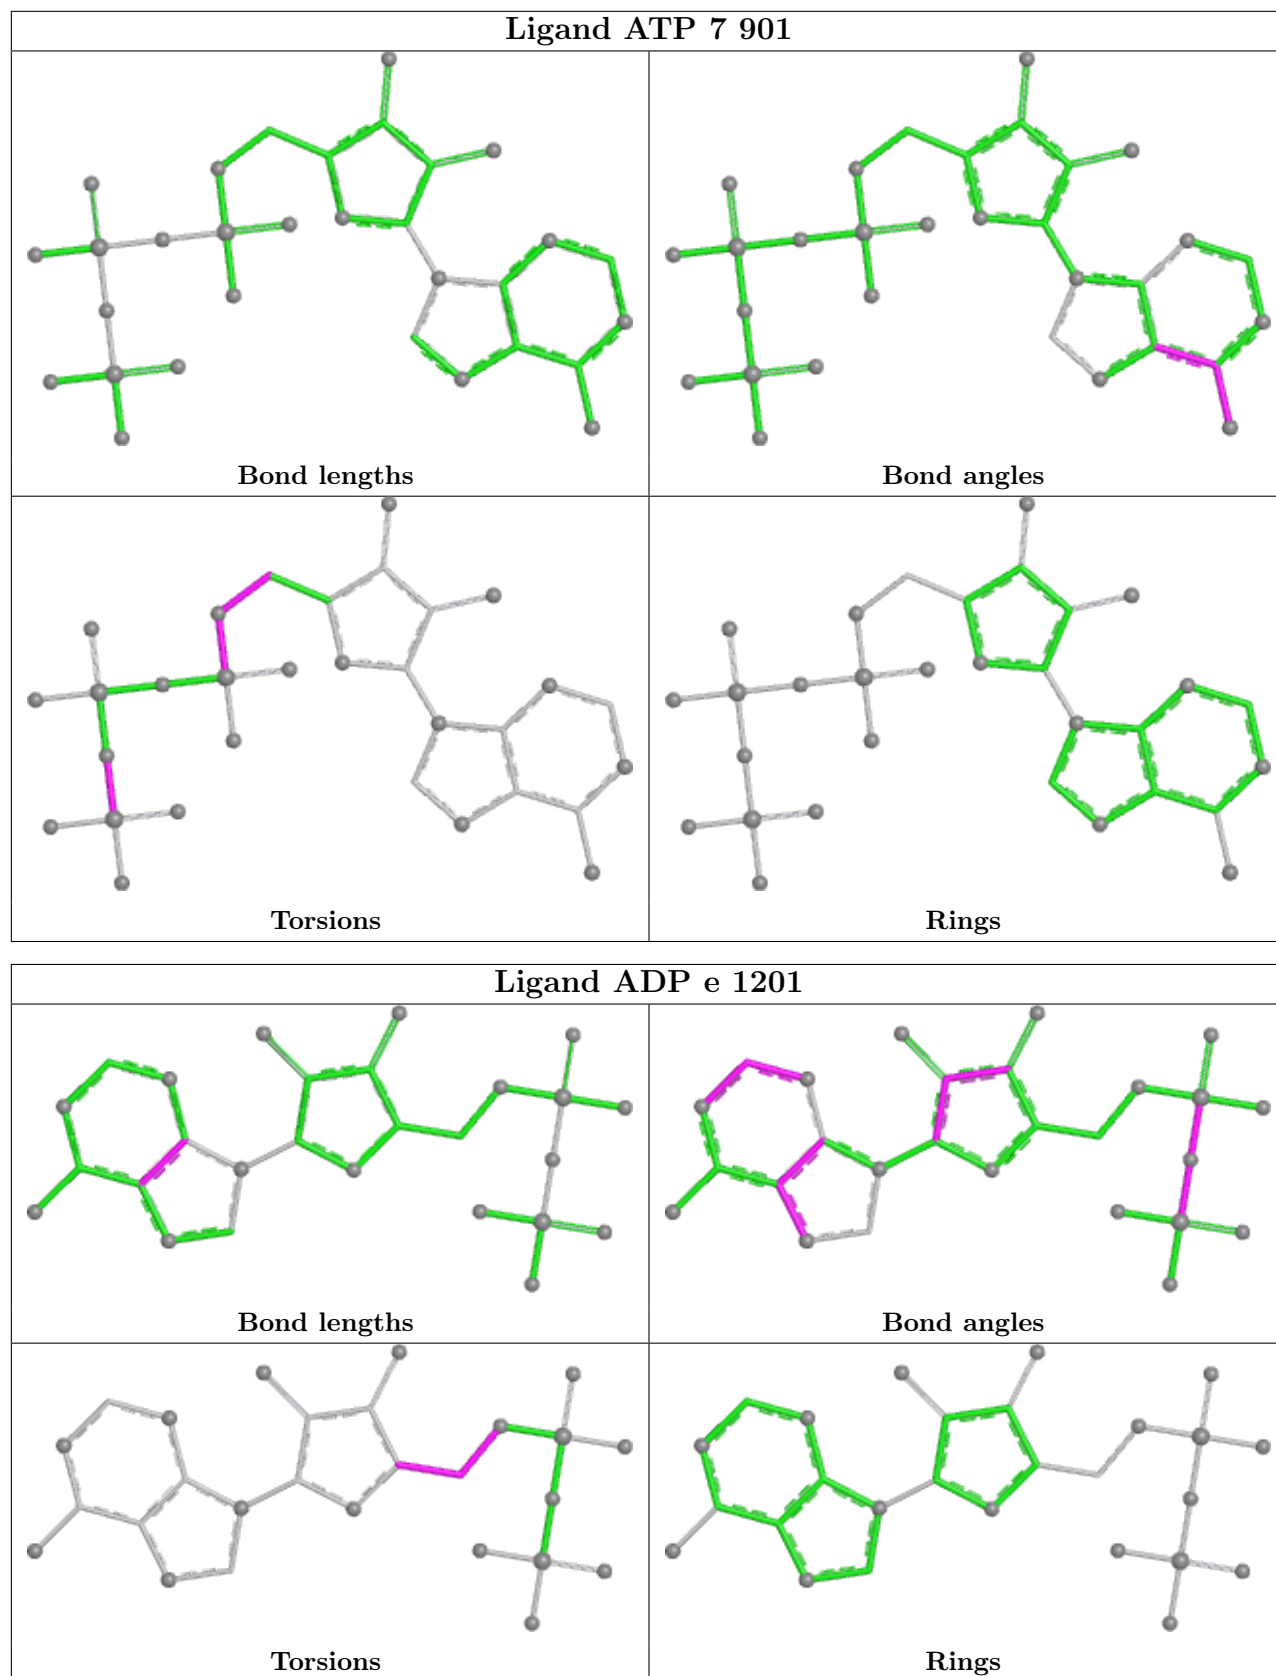 Ligand ATP 7 901
Bond lengths
Bond angles
Torsions
Rings
Ligand ADP e 1201
Bond lengths
Bond angles
Torsions
Rings